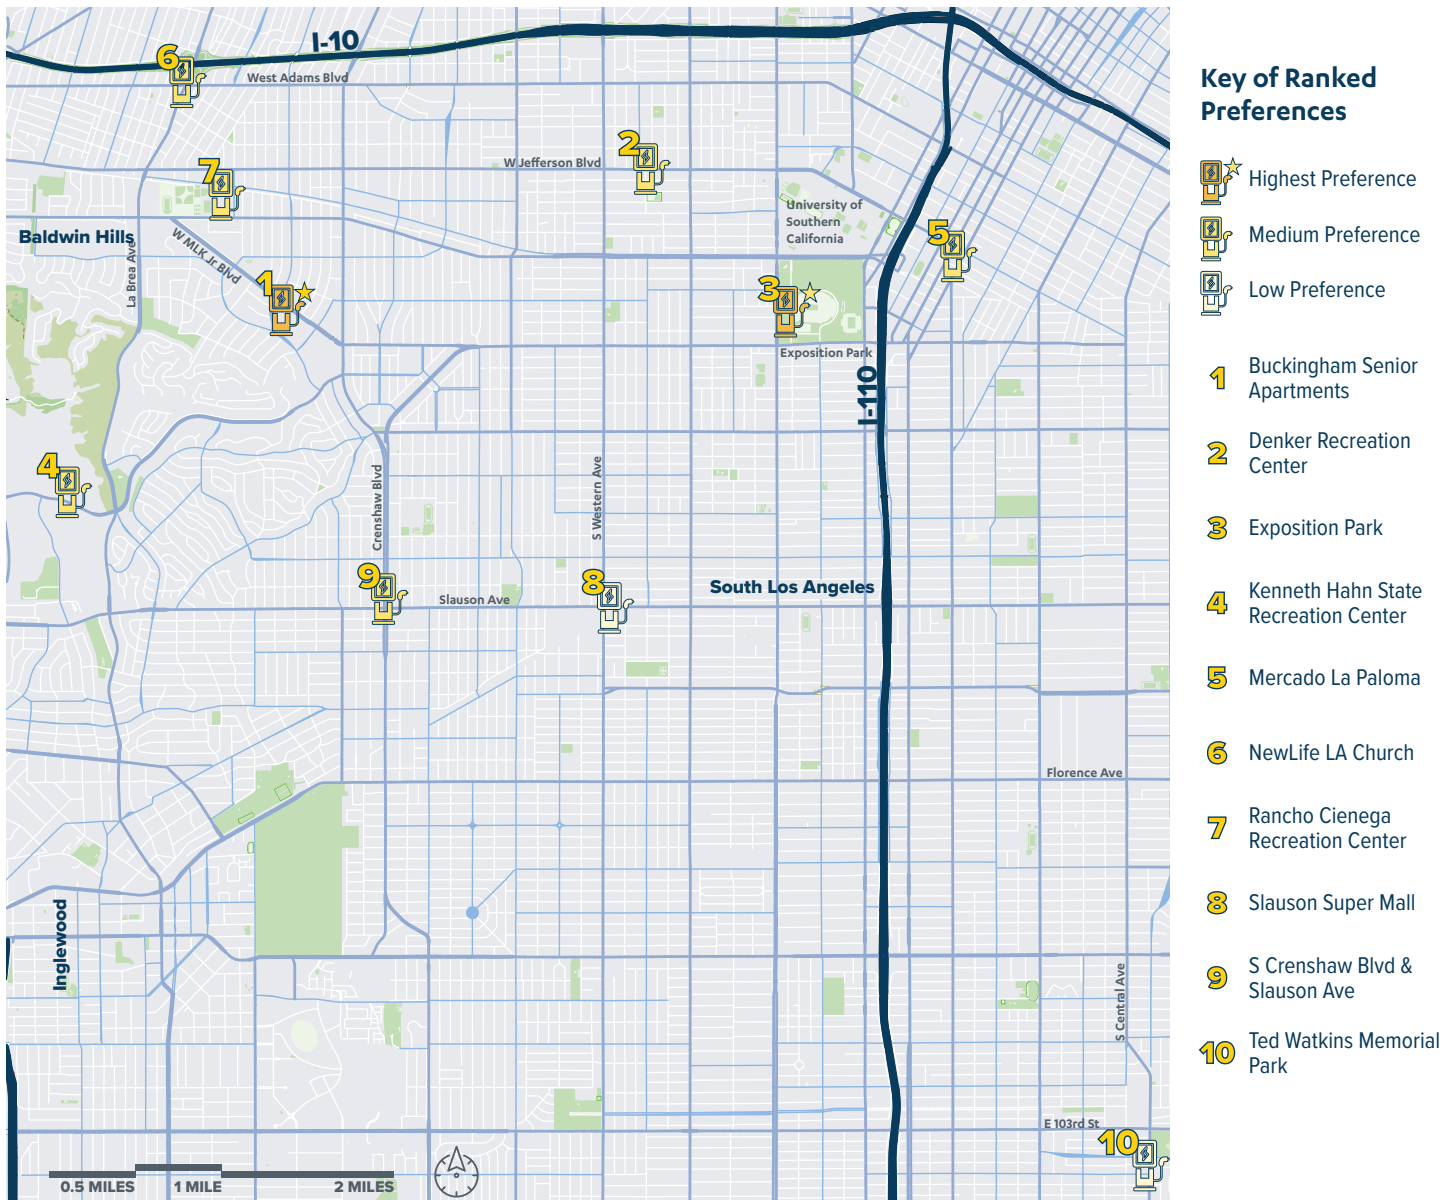 I-10
6
West Adams Blvd
2
W Jefferson Blvd
7
University of
Southern
California
5
Baldwin Hills
W MLK Jr Blvd
La Brea Ave
1
3
Exposition Park
I-110
4
Crenshaw Blvd
S Western Ave
9
8
South Los Angeles
Slauson Ave
Florence Ave
Inglewood
S Central Ave
E 103rd St
10
0.5 MILES
1 MILE
2 MILES
Key of Ranked
Preferences
Highest Preference
Medium Preference
Low Preference
1 Buckingham Senior
Apartments
2 Denker Recreation
Center
3 Exposition Park
4 Kenneth Hahn State
Recreation Center
5 Mercado La Paloma
6 NewLife LA Church
7 Rancho Cienega
Recreation Center
8 Slauson Super Mall
9 S Crenshaw Blvd &
Slauson Ave
10 Ted Watkins Memorial
Park